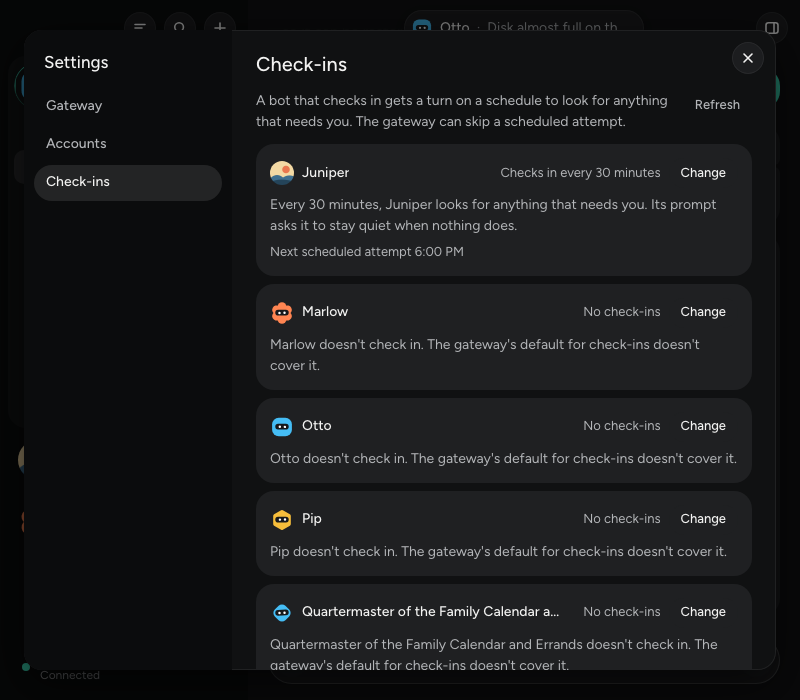 Otto · Disk almost full on th
Settings
Gateway
Accounts
Check-ins
Check-ins
A bot that checks in gets a turn on a schedule to look for anything
that needs you. The gateway can skip a scheduled attempt.
Refresh
Juniper
Checks in every 30 minutes
Change
Every 30 minutes, Juniper looks for anything that needs you. Its prompt
asks it to stay quiet when nothing does.
Next scheduled attempt 6:00 PM
Marlow
No check-ins
Change
Marlow doesn't check in. The gateway's default for check-ins doesn't
cover it.
Otto
No check-ins
Change
Otto doesn't check in. The gateway's default for check-ins doesn't cover it.
Pip
No check-ins
Change
Pip doesn't check in. The gateway's default for check-ins doesn't cover it.
Quartermaster of the Family Calendar a...
No check-ins
Change
Quartermaster of the Family Calendar and Errands doesn't check in. The
gateway's default for check-ins doesn't cover it.
Connected